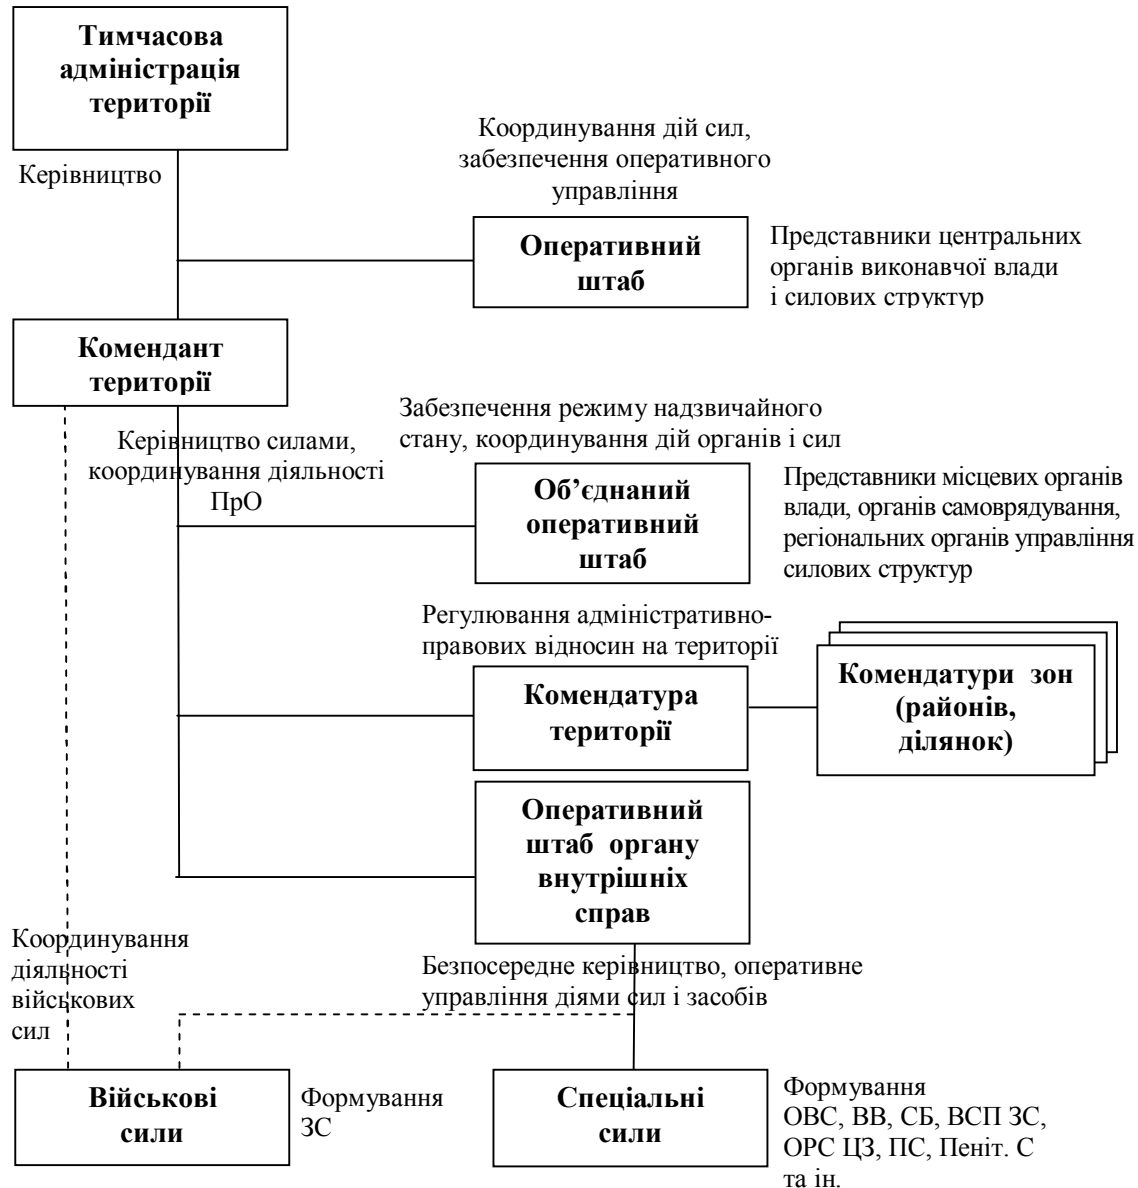 Тимчасова
адміністрація
території
Керівництво
Координування дій сил,
забезпечення оперативного
управління
Оперативний
штаб
Представники центральних
органів виконавчої влади
і силових структур
Комендант
території
Керівництво силами,
координування діяльності
ПрО
Забезпечення режиму надзвичайного
стану, координування дій органів і сил
Об’єднаний
оперативний
штаб
Представники місцевих органів
влади, органів самоврядування,
регіональних органів управління
силових структур
Регулювання адміністративно-
правових відносин на території
Комендатура
території
Комендатури зон
(районів,
ділянок)
Оперативний
штаб органу
внутрішніх
справ
Координування
діяльності
військових
сил
Безпосереднє керівництво, оперативне
управління діями сил і засобів
Військові
сили
Формування
ЗС
Спеціальні
сили
Формування
ОВС, ВВ, СБ, ВСП ЗС,
ОРС ЦЗ, ПС, Пеніт. С
та ін.